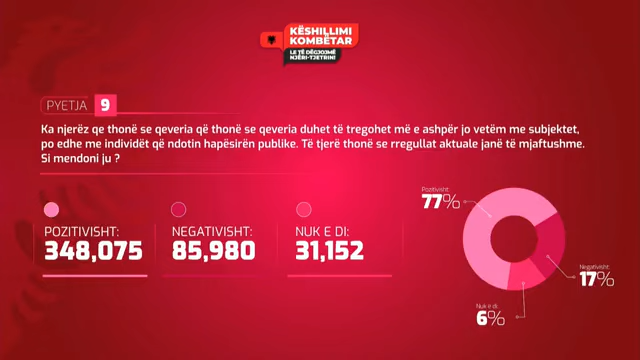 KËSHILLIMI
KOMBËTAR
LE TË DËGJOJMË
NJËRI-TJETRIN!
PYETJA 9
Ka njerëz qe thonë se qeveria që thonë se qeveria duhet të tregohet më e ashpër jo vetëm me subjektet,
po edhe me individët që ndotin hapësirën publike. Të tjerë thonë se rregullat aktuale janë të mjaftushme.
Si mendoni ju ?
POZITIVISHT:
348,075
NEGATIVISHT:
85,980
NUK E DI:
31,152
Pozitivisht:
77%
Negativisht:
17%
Nuk e di:
6%